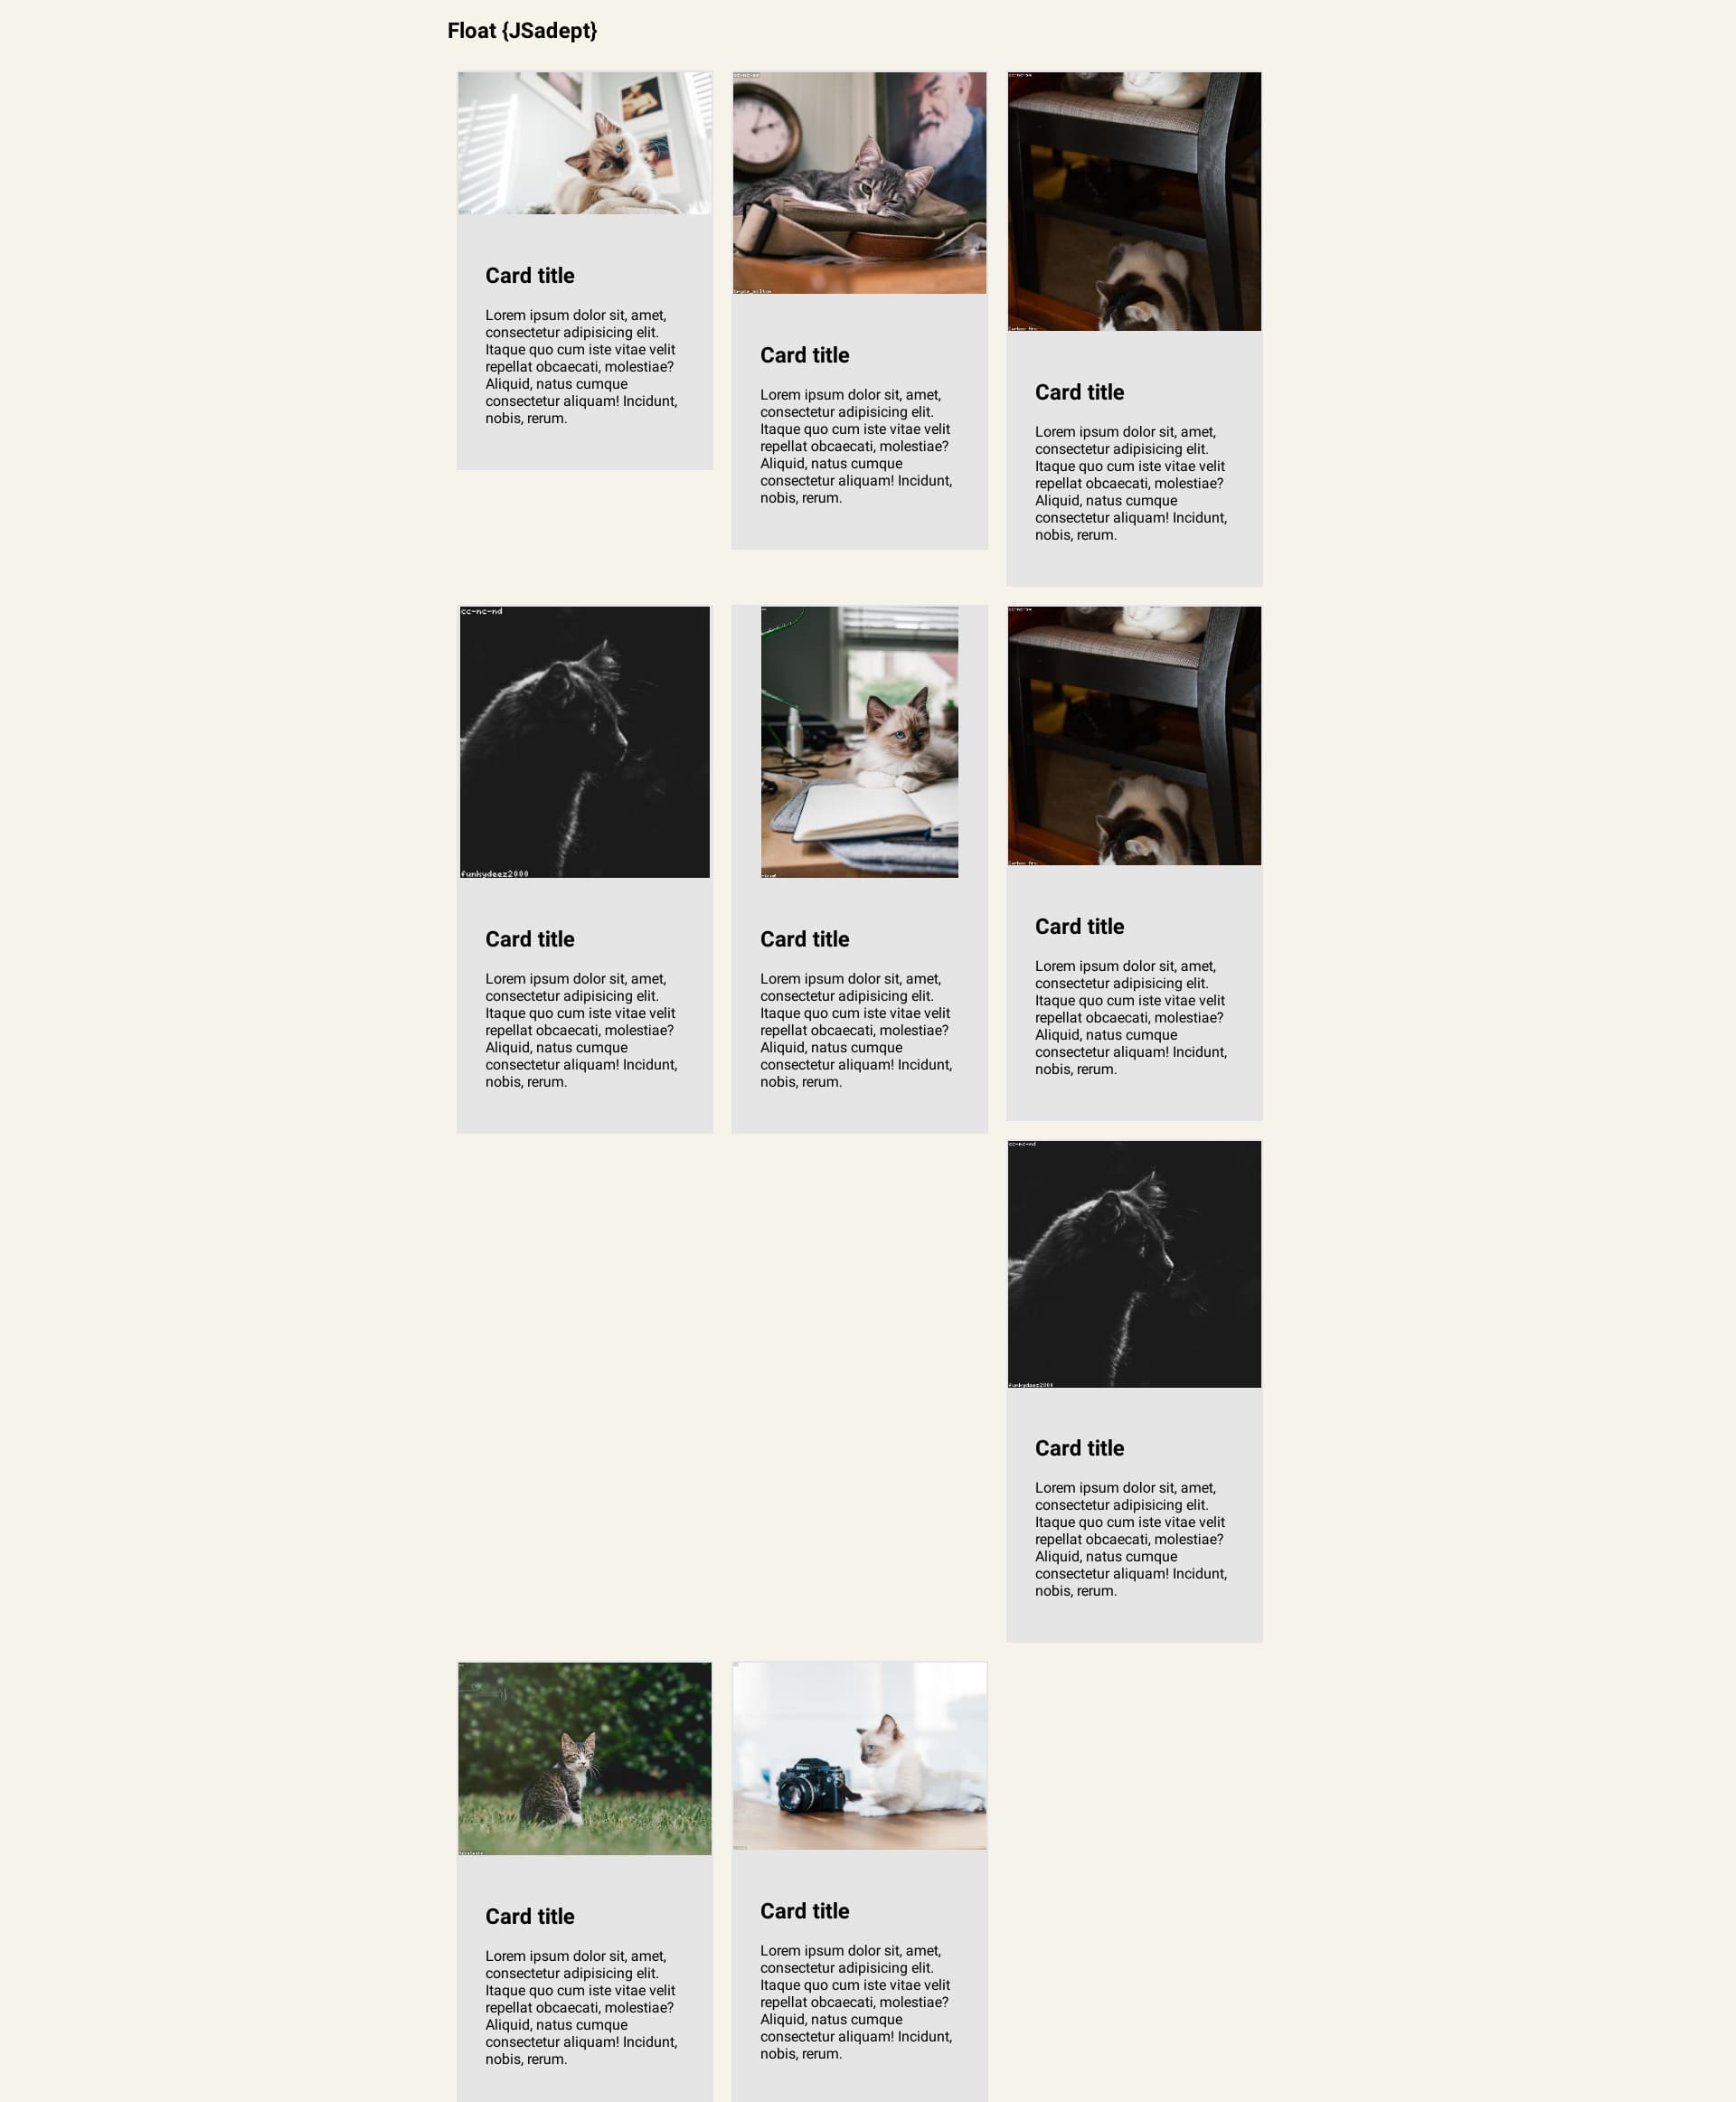 Float {JSadept}
cc-nc-nd
funkydeez2000
Card title
Lorem ipsum dolor sit, amet,
consectetur adipisicing elit.
Itaque quo cum iste vitae velit
repellat obcaecati, molestiae?
Aliquid, natus cumque
consectetur aliquam! Incidunt,
nobis, rerum.
Card title
Lorem ipsum dolor sit, amet,
consectetur adipisicing elit.
Itaque quo cum iste vitae velit
repellat obcaecati, molestiae?
Aliquid, natus cumque
consectetur aliquam! Incidunt,
nobis, rerum.
Card title
Lorem ipsum dolor sit, amet,
consectetur adipisicing elit.
Itaque quo cum iste vitae velit
repellat obcaecati, molestiae?
Aliquid, natus cumque
consectetur aliquam! Incidunt,
nobis, rerum.
Card title
Lorem ipsum dolor sit, amet,
consectetur adipisicing elit.
Itaque quo cum iste vitae velit
repellat obcaecati, molestiae?
Aliquid, natus cumque
consectetur aliquam! Incidunt,
nobis, rerum.
Card title
Lorem ipsum dolor sit, amet,
consectetur adipisicing elit.
Itaque quo cum iste vitae velit
repellat obcaecati, molestiae?
Aliquid, natus cumque
consectetur aliquam! Incidunt,
nobis, rerum.
Card title
Lorem ipsum dolor sit, amet,
consectetur adipisicing elit.
Itaque quo cum iste vitae velit
repellat obcaecati, molestiae?
Aliquid, natus cumque
consectetur aliquam! Incidunt,
nobis, rerum.
cc-nc-nd
funkydeez2000
Card title
Lorem ipsum dolor sit, amet,
consectetur adipisicing elit.
Itaque quo cum iste vitae velit
repellat obcaecati, molestiae?
Aliquid, natus cumque
consectetur aliquam! Incidunt,
nobis, rerum.
Card title
Lorem ipsum dolor sit, amet,
consectetur adipisicing elit.
Itaque quo cum iste vitae velit
repellat obcaecati, molestiae?
Aliquid, natus cumque
consectetur aliquam! Incidunt,
nobis, rerum.
Card title
Lorem ipsum dolor sit, amet,
consectetur adipisicing elit.
Itaque quo cum iste vitae velit
repellat obcaecati, molestiae?
Aliquid, natus cumque
consectetur aliquam! Incidunt,
nobis, rerum.